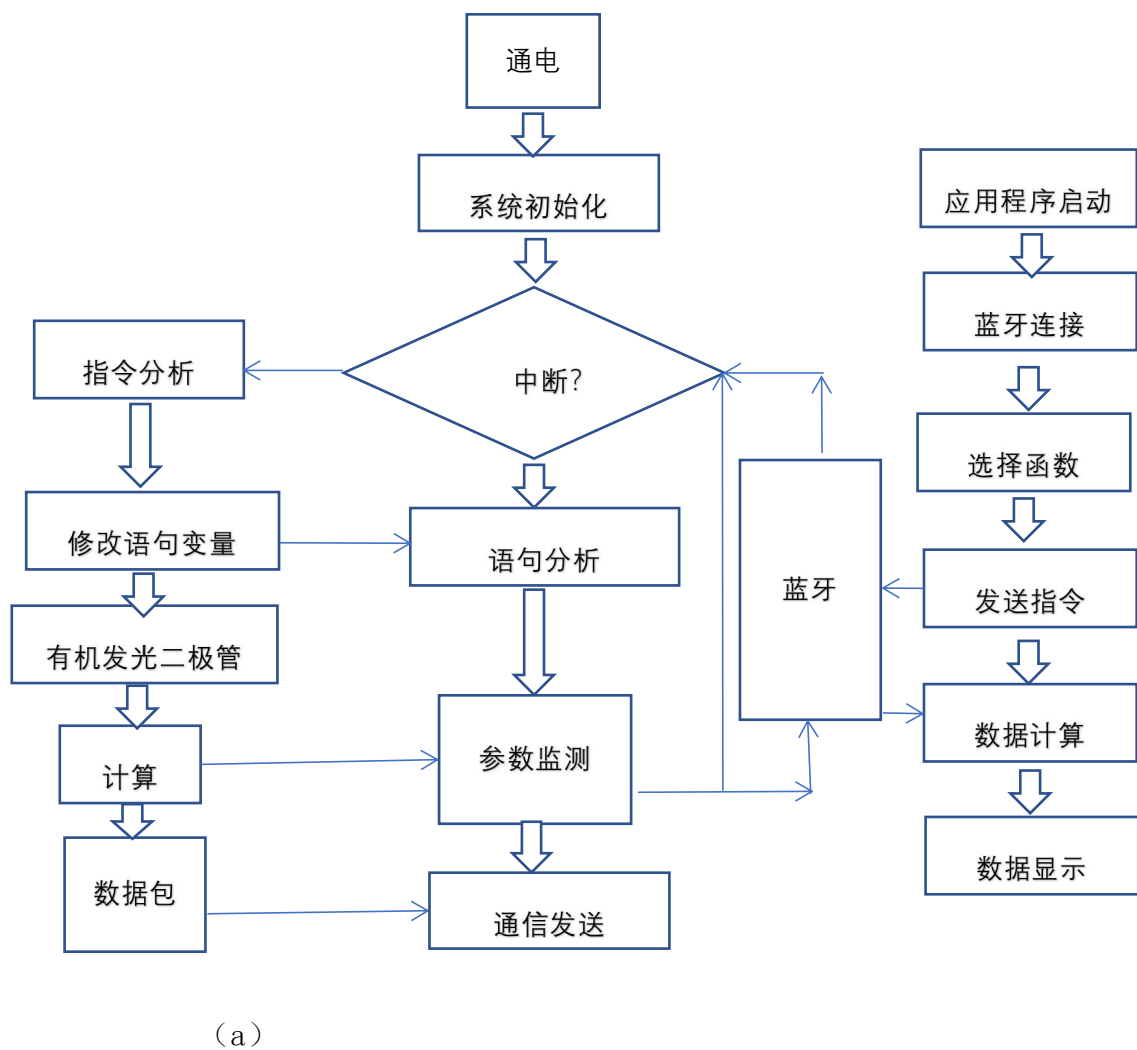 通电
系统初始化
中断?
语句分析
参数监测
通信发送
指令分析
修改语句变量
有机发光二极管
计算
数据包
蓝牙
应用程序启动
蓝牙连接
选择函数
发送指令
数据计算
数据显示
（a）